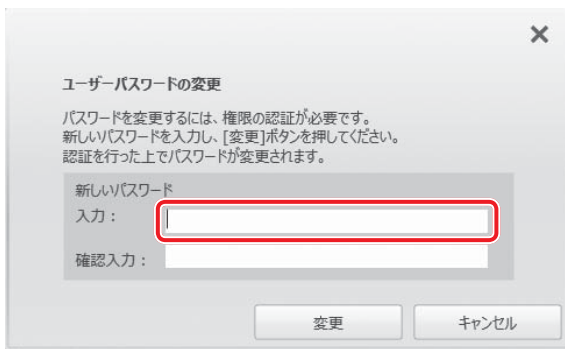 ユーザーパスワードの変更
パスワードを変更するには、権限の認証が必要です。
新しいパスワードを入力し、[変更]ボタンを押してください。
認証を行った上でパスワードが変更されます。
新しいパスワード
入力：
確認入力：
変更 キャンセル